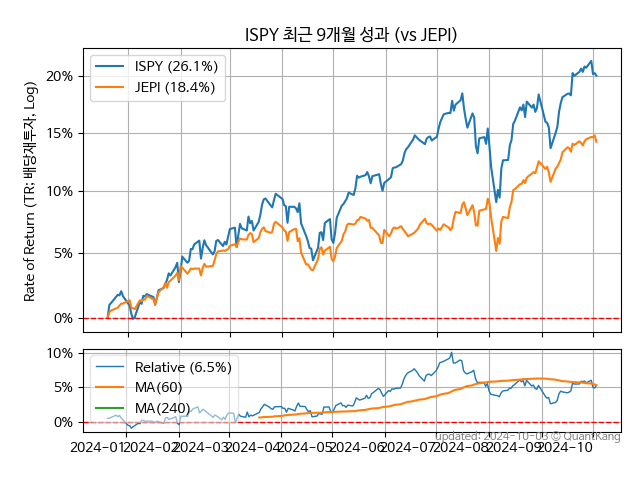 ISPY 최근 9개월 성과 (vs JEPI)
ISPY (26.1%)
JEPI (18.4%)
Rate of Return (TR: 배당재투자, Log)
20%
15%
10%
5%
0%
Relative (6.5%)
MA(60)
MA(240)
10%
5%
0%
2024-01 2024-02 2024-03 2024-04 2024-05 2024-06 2024-07 2024-08 2024-09 2024-10
updated: 2024-10-03 © QuantKang